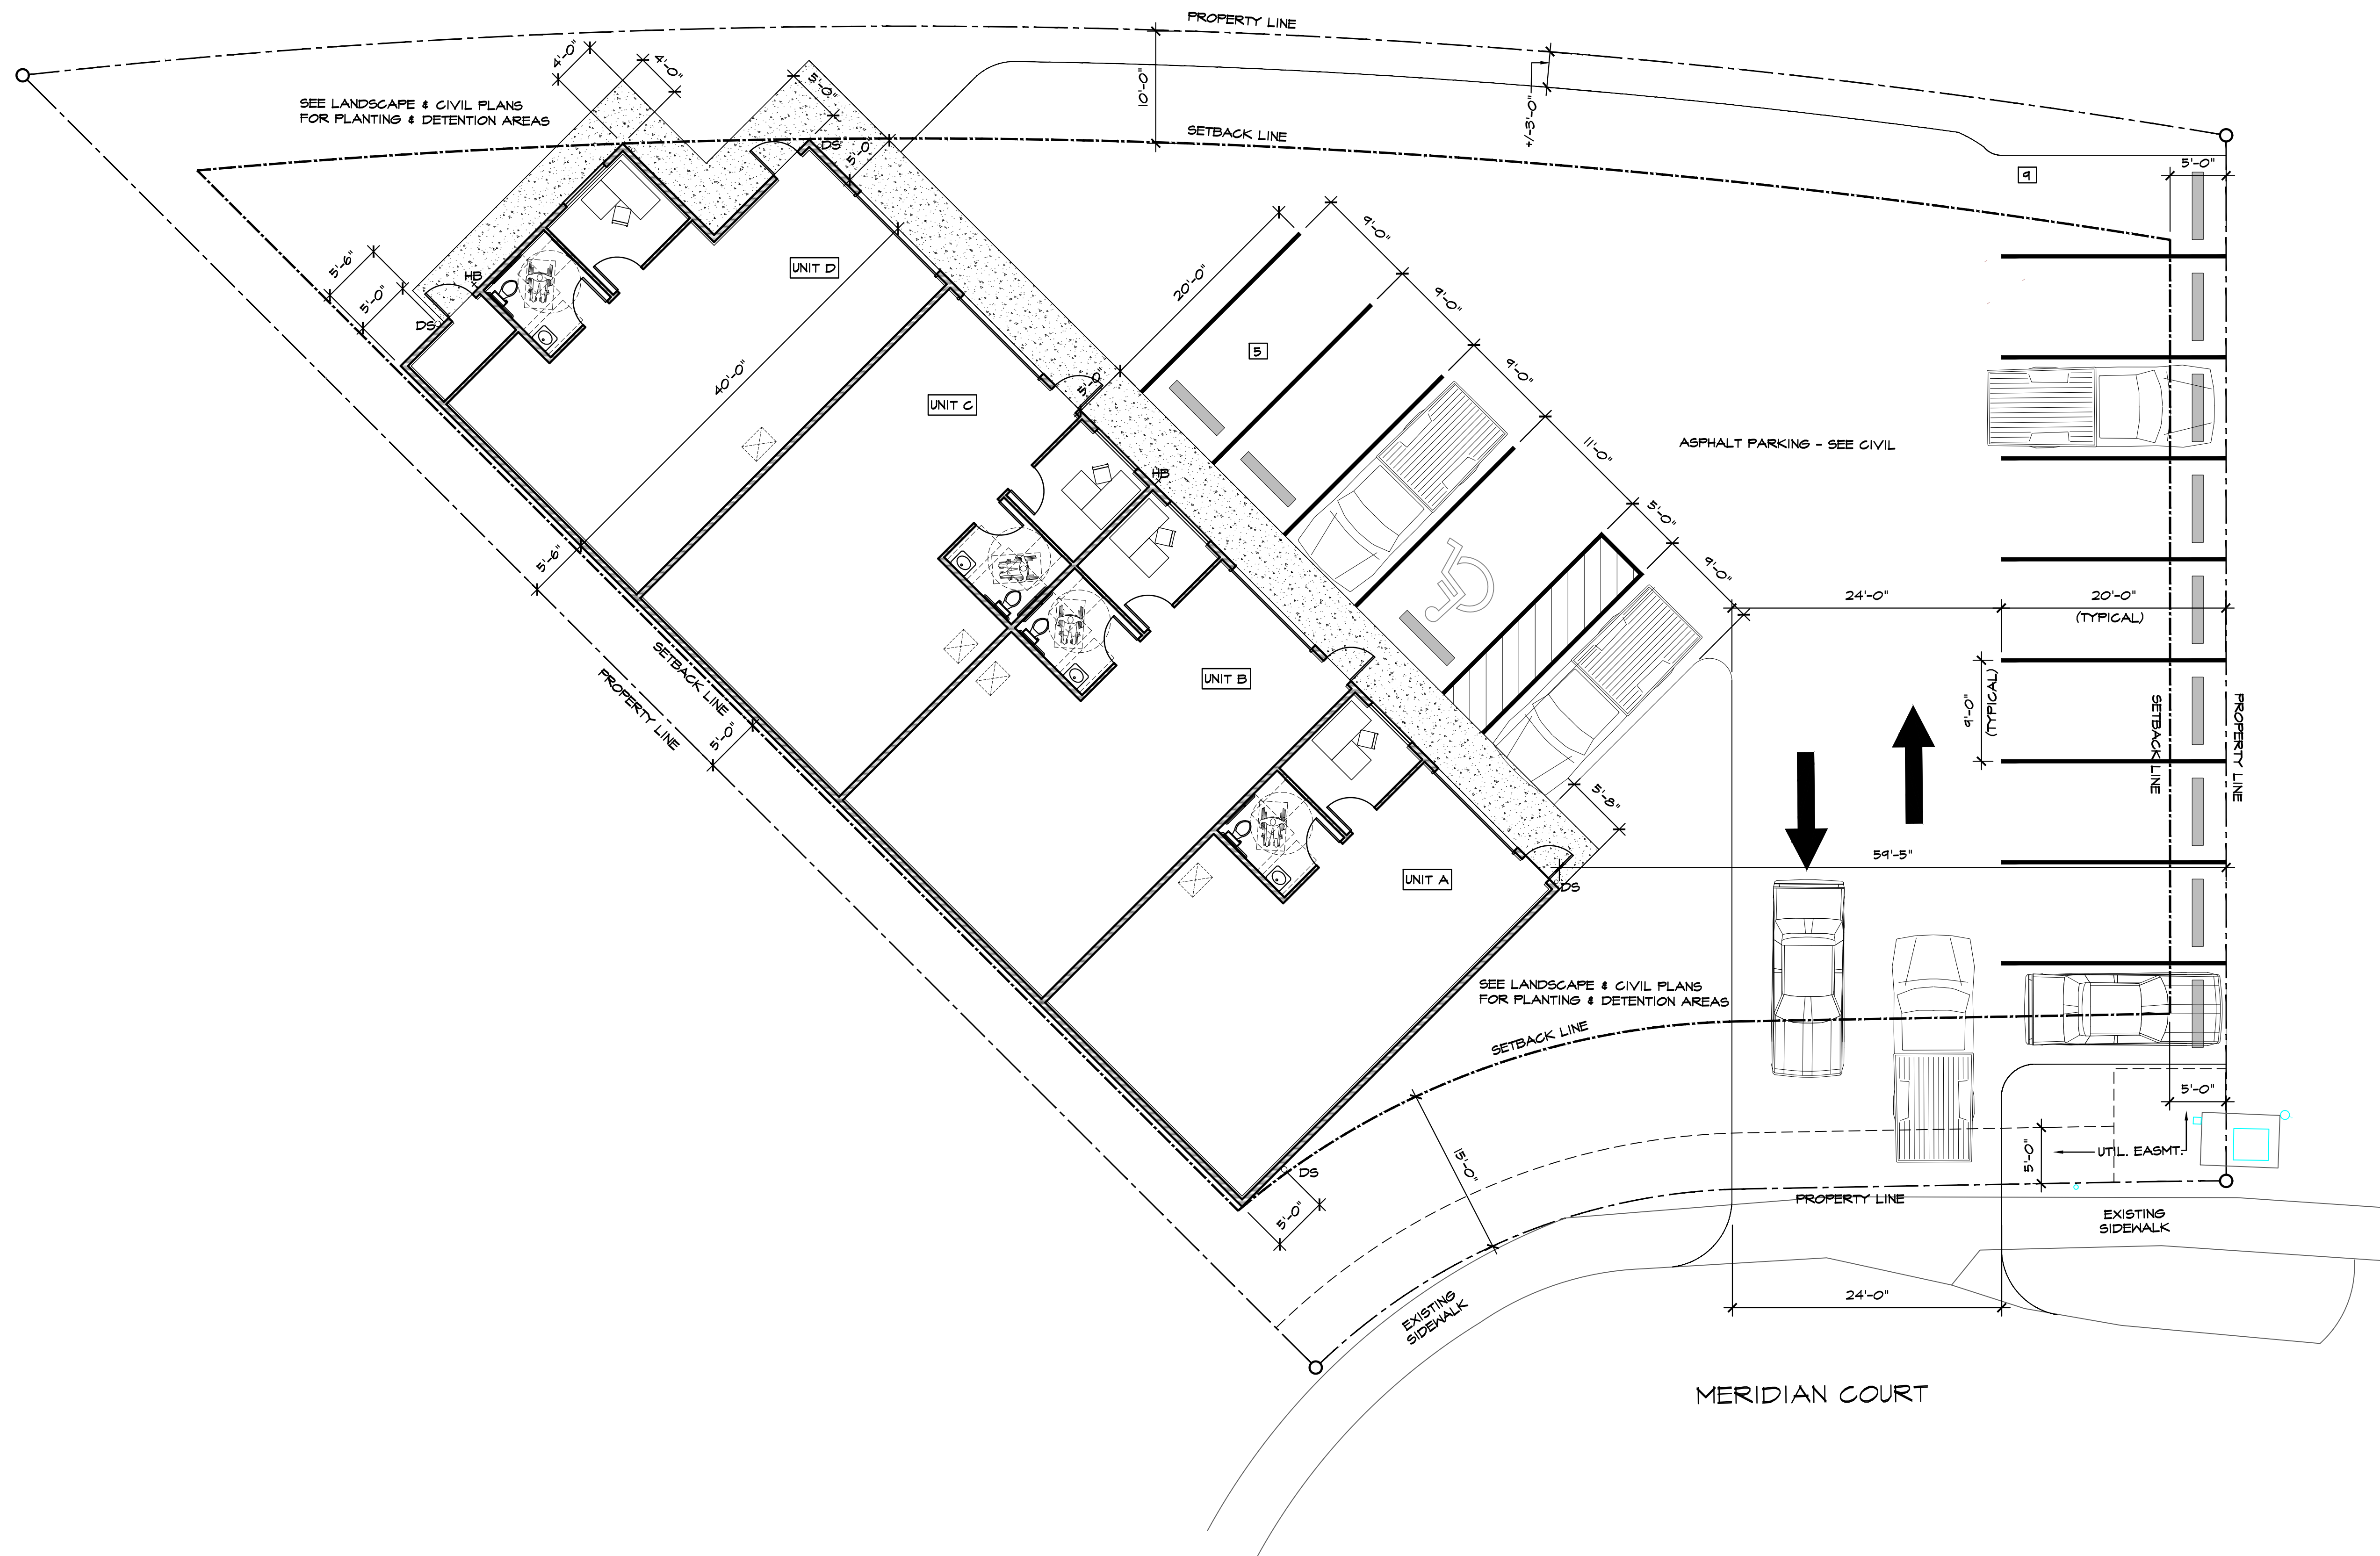 PROPERTY LINE
4'-0"
4'-0"
5'-0"
10'-0"
+/-3'-0"
SEE LANDSCAPE & CIVIL PLANS
FOR PLANTING & DETENTION AREAS
SETBACK LINE
DS
5'-0"
9
5'-0"
9'-0"
5'-6"
5'-0"
HB
UNIT D
20'-0"
9'-0"
DS
5
9'-0"
40'-0"
5'-0"
UNIT C
11'-0"
ASPHALT PARKING - SEE CIVIL
HB
5'-0"
5'-6"
9'-0"
24'-0"
20'-0"
(TYPICAL)
SETBACK LINE
PROPERTY LINE
5'-0"
UNIT B
9'-0"
(TYPICAL)
SETBACK LINE
PROPERTY LINE
5'-8"
59'-5"
UNIT A
DS
SEE LANDSCAPE & CIVIL PLANS
FOR PLANTING & DETENTION AREAS
SETBACK LINE
5'-0"
15'-0"
DS
5'-0"
5'-0"
UTIL. EASMT.
PROPERTY LINE
EXISTING
SIDEWALK
EXISTING
SIDEWALK
24'-0"
MERIDIAN COURT